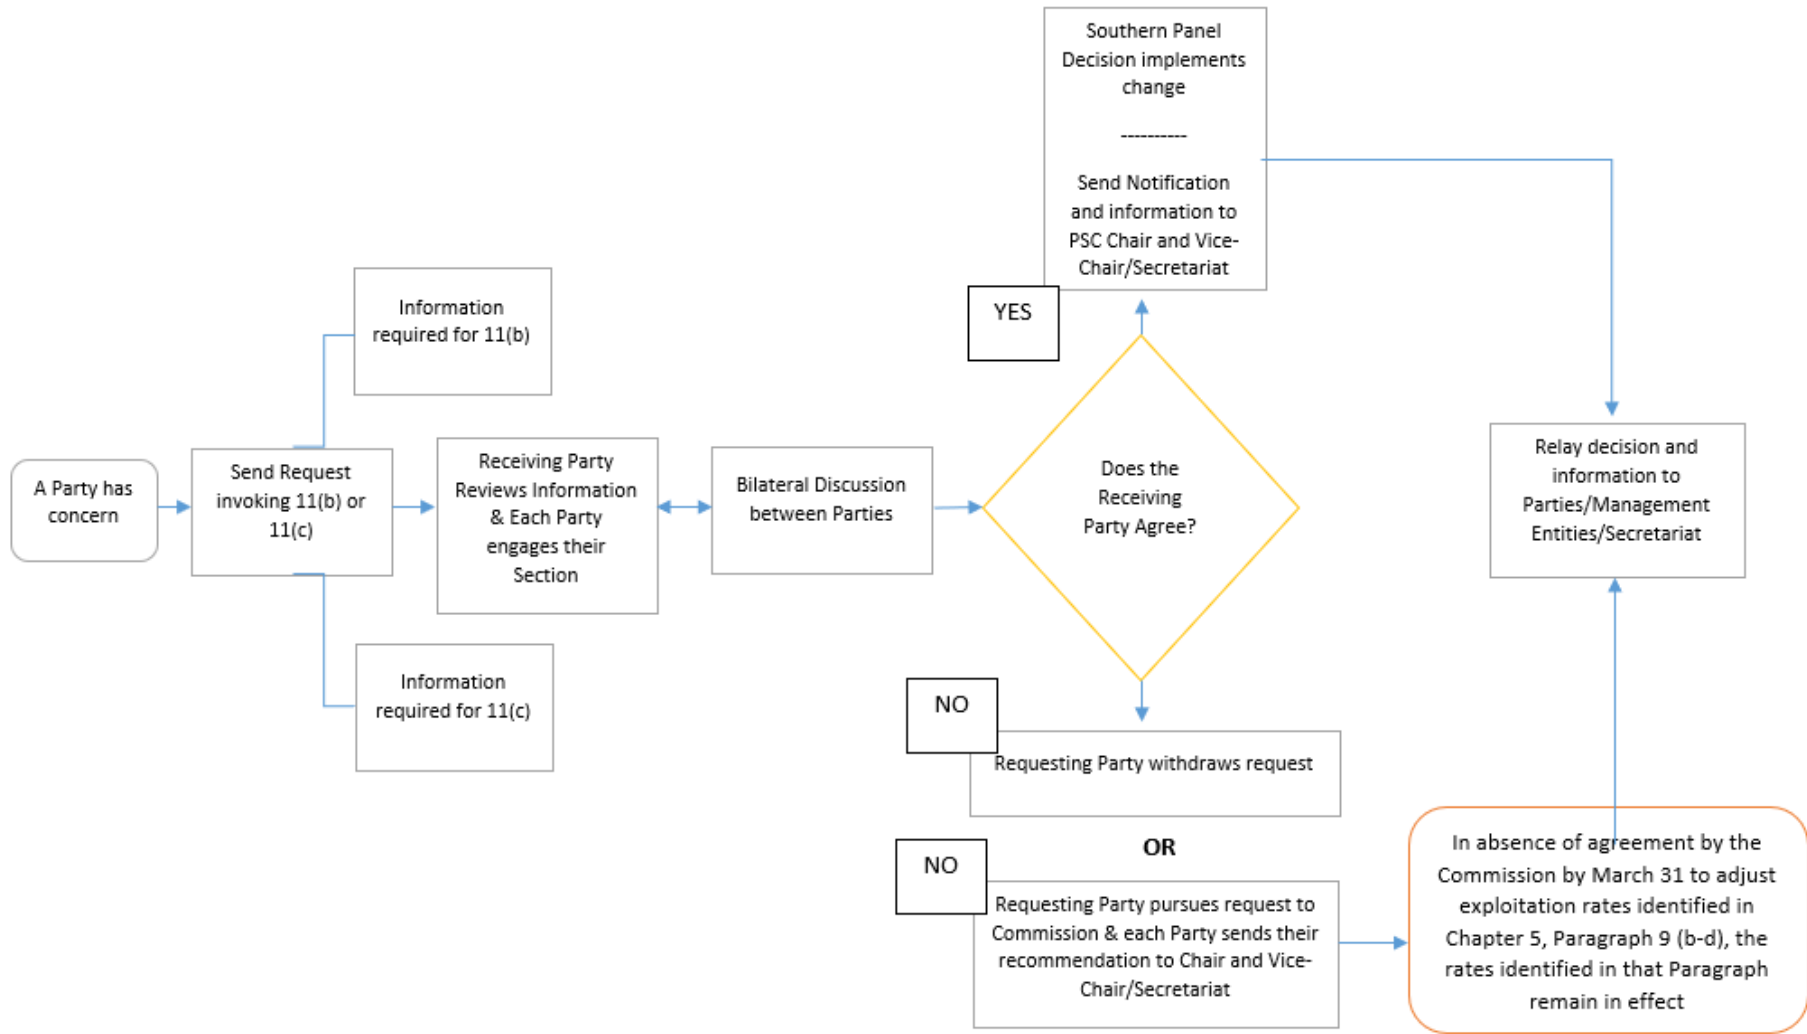 A Party has
concern
Send Request
invoking 11(b) or
11(c)
Information
required for 11(b)
Information
required for 11(c)
Receiving Party
Reviews Information
& Each Party
engages their
Section
Bilateral Discussion
between Parties
Does the
Receiving
Party Agree?
YES
Southern Panel
Decision implements
change
----------
Send Notification
and information to
PSC Chair and Vice-
Chair/Secretariat
NO
Requesting Party withdraws request
OR
NO
Requesting Party pursues request to
Commission & each Party sends their
recommendation to Chair and Vice-
Chair/Secretariat
In absence of agreement by the
Commission by March 31 to adjust
exploitation rates identified in
Chapter 5, Paragraph 9 (b-d), the
rates identified in that Paragraph
remain in effect
Relay decision and
information to
Parties/Management
Entities/Secretariat